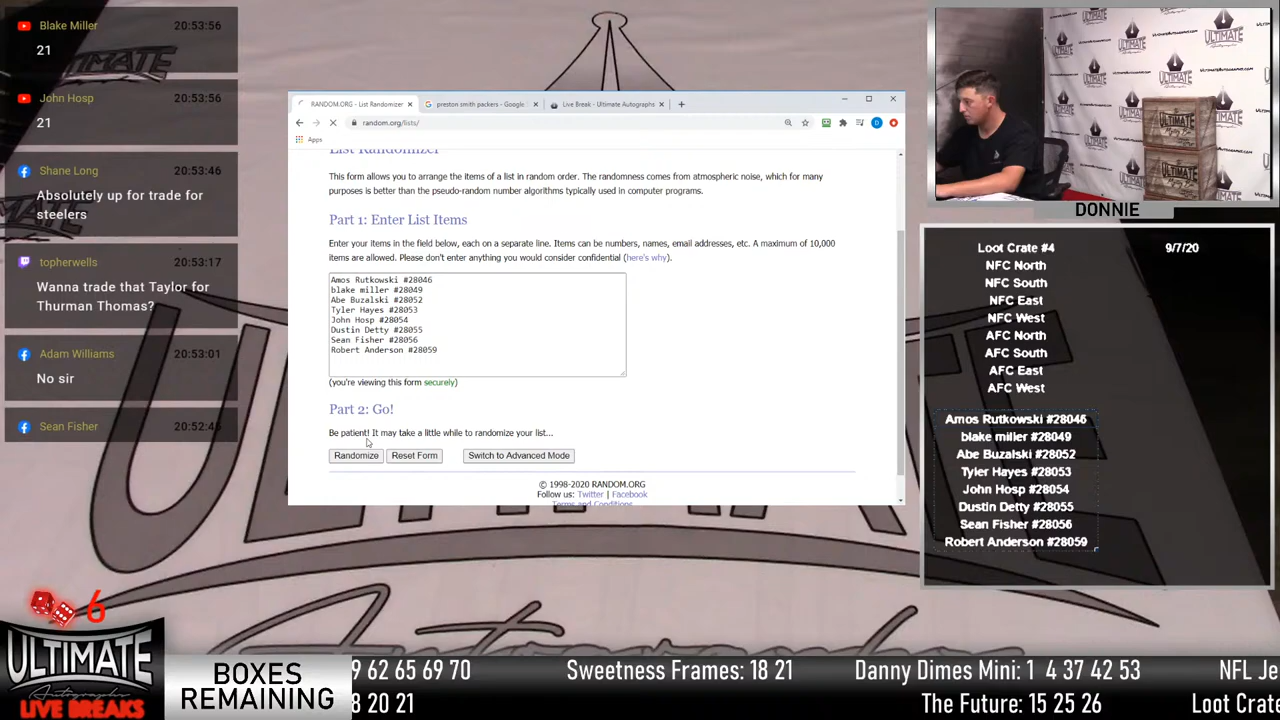 Blake Miller 20:53:56
21
John Hosp 20:53:56
21
Shane Long 20:53:46
Absolutely up for trade for
steelers
topherwells 20:53:17
Wanna trade that Taylor for
Thurman Thomas?
Adam Williams 20:53:01
No sir
Sean Fisher 20:52:45
RANDOM.ORG - List Randomizer
preston smith packers - Google
Live Break - Ultimate Autographs
random.org/lists/
Apps
List Randomizer
This form allows you to arrange the items of a list in random order. The randomness comes from atmospheric noise, which for many
purposes is better than the pseudo-random number algorithms typically used in computer programs.
Part 1: Enter List Items
Enter your items in the field below, each on a separate line. Items can be numbers, names, email addresses, etc. A maximum of 10,000
items are allowed. Please don't enter anything you would consider confidential (here's why).
Amos Rutkowski #28046
blake miller #28049
Abe Buzalski #28052
Tyler Hayes #28053
John Hosp #28054
Dustin Detty #28055
Sean Fisher #28056
Robert Anderson #28059
(you're viewing this form securely)
Part 2: Go!
Be patient! It may take a little while to randomize your list...
Randomize Reset Form Switch to Advanced Mode
© 1998-2020 RANDOM.ORG
Follow us: Twitter | Facebook
Terms and Conditions
ULTIMATE
DONNIE
Loot Crate #4 9/7/20
NFC North
NFC South
NFC East
NFC West
AFC North
AFC South
AFC East
AFC West
Amos Rutkowski #28046
blake miller #28049
Abe Buzalski #28052
Tyler Hayes #28053
John Hosp #28054
Dustin Detty #28055
Sean Fisher #28056
Robert Anderson #28059
6
ULTIMATE
Autographs
LIVE BREAKS
BOXES
REMAINING
9 62 65 69 70 Sweetness Frames: 18 21 Danny Dimes Mini: 1 4 37 42 53 NFL Je
8 20 21 The Future: 15 25 26 Loot Crate